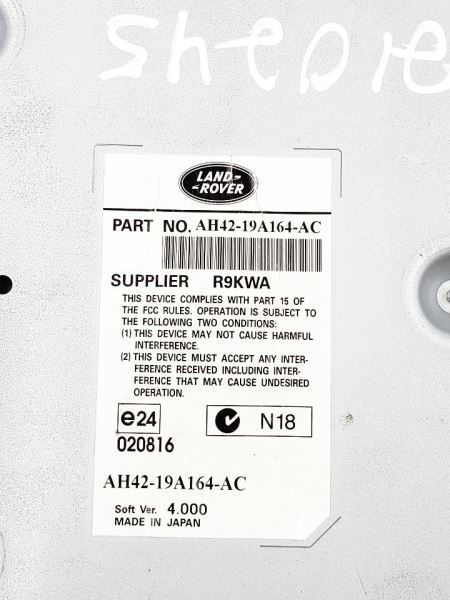 LAND-
-ROVER
PART NO. AH42-19A164-AC
SUPPLIER R9KWA
THIS DEVICE COMPLIES WITH PART 15 OF
THE FCC RULES. OPERATION IS SUBJECT TO
THE FOLLOWING TWO CONDITIONS:
(1) THIS DEVICE MAY NOT CAUSE HARMFUL
INTERFERENCE.
(2) THIS DEVICE MUST ACCEPT ANY INTER-
FERENCE RECEIVED INCLUDING INTER-
FERENCE THAT MAY CAUSE UNDESIRED
OPERATION.
e24 N18
020816
AH42-19A164-AC
Soft Ver. 4.000
MADE IN JAPAN